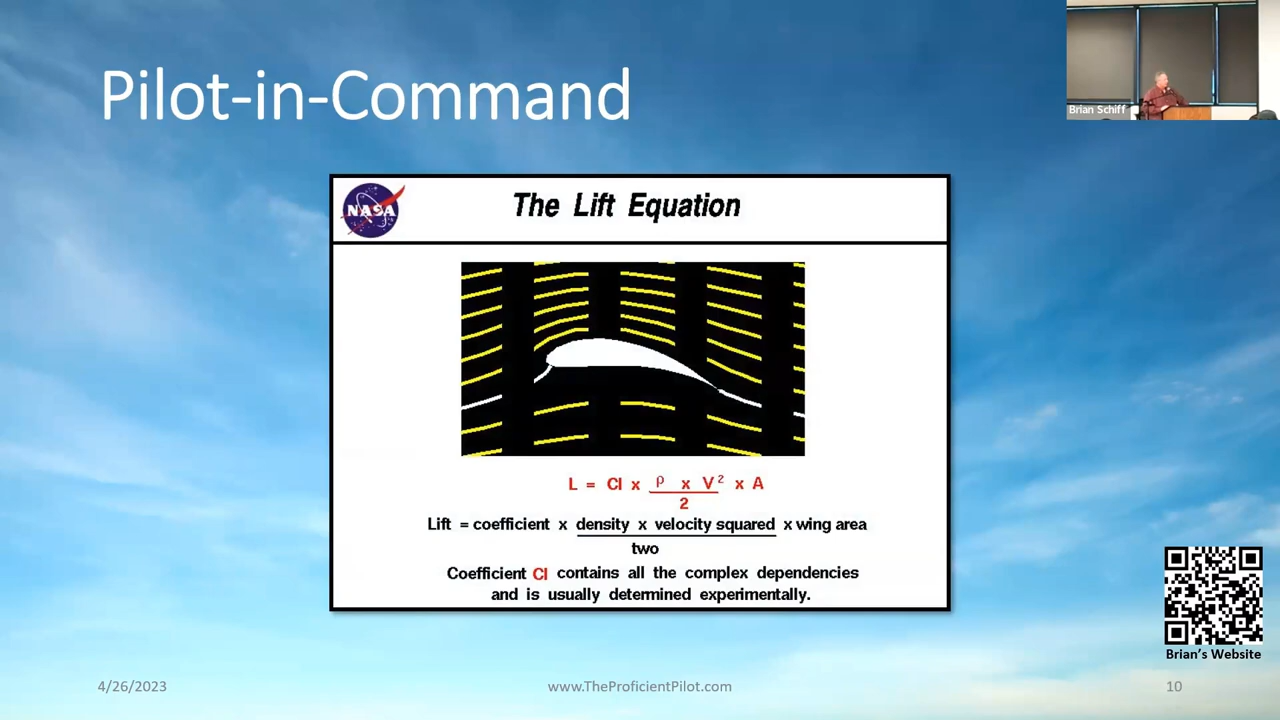 Pilot-in-Command
Brian Schiff
NASA
The Lift Equation
L = Cl x ρ x V² x A
2
Lift = coefficient x density x velocity squared x wing area
two
Coefficient Cl contains all the complex dependencies
and is usually determined experimentally.
Brian's Website
4/26/2023
www.TheProficientPilot.com
10